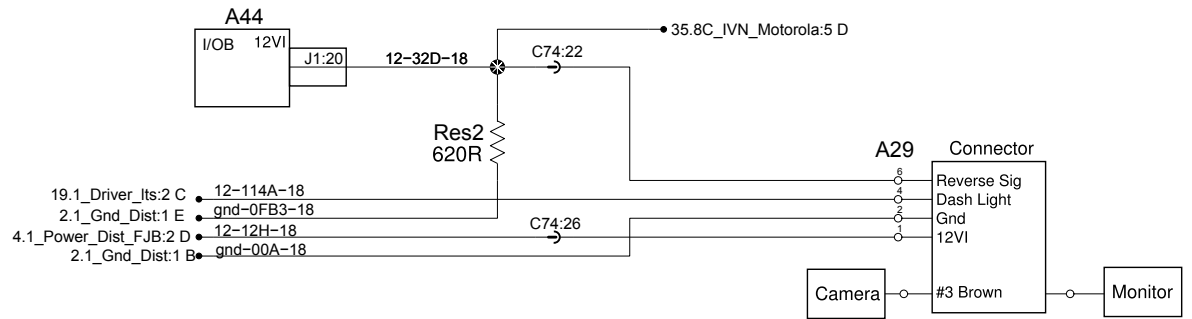 A44
I/OB 12VI
J1:20
12-32D-18
35.8C_IVN_Motorola:5 D
C74:22
Res2
620R
A29
Connector
6
Reverse Sig
19.1_Driver_lts:2 C
12-114A-18
4
Dash Light
2.1_Gnd_Dist:1 E
gnd-0FB3-18
2
Gnd
4.1_Power_Dist_FJB:2 D
12-12H-18
C74:26
1
12VI
2.1_Gnd_Dist:1 B
gnd-00A-18
Camera
#3 Brown
Monitor